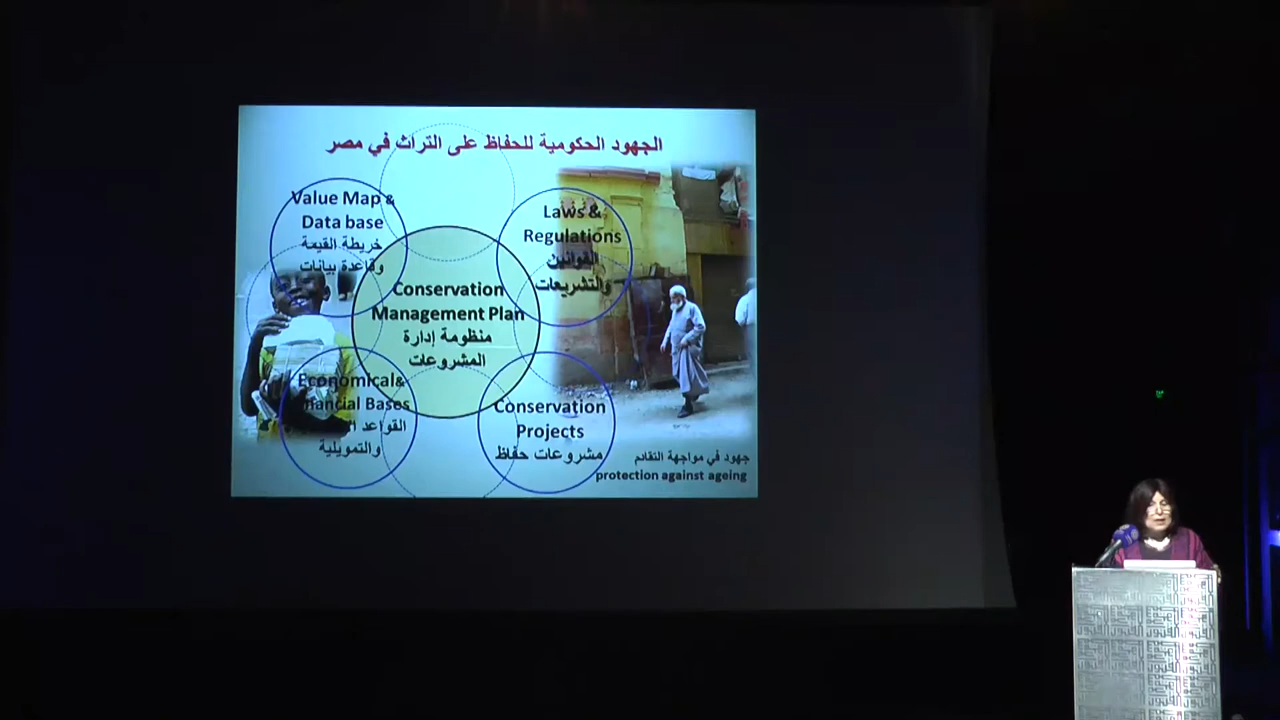 الجهود الحكومية للحفاظ على التراث في مصر
Value Map &
Data base
خريطة القيمة
وقاعدة بيانات
Laws &
Regulations
القوانين
والتشريعات
Conservation
Management Plan
منظومة إدارة
المشروعات
Economical&
Bases
القواعد
والتمويلية
Conservation
Projects
مشروعات حفاظ
جهود في مواجهة التقادم
protection against ageing